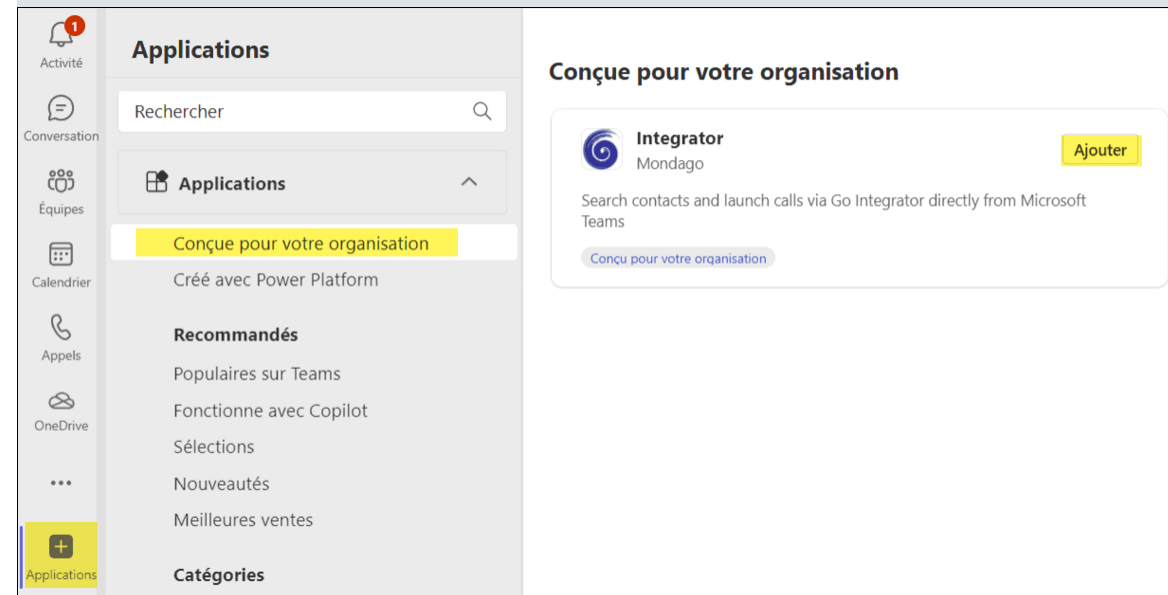 1
Activité
Conversation
Équipes
Calendrier
Appels
OneDrive
Applications
Applications
Rechercher
Applications
Conçue pour votre organisation
Créé avec Power Platform
Recommandés
Populaires sur Teams
Fonctionne avec Copilot
Sélections
Nouveautés
Meilleures ventes
Catégories
Conçue pour votre organisation
Integrator
Mondago
Ajouter
Search contacts and launch calls via Go Integrator directly from Microsoft
Teams
Conçu pour votre organisation